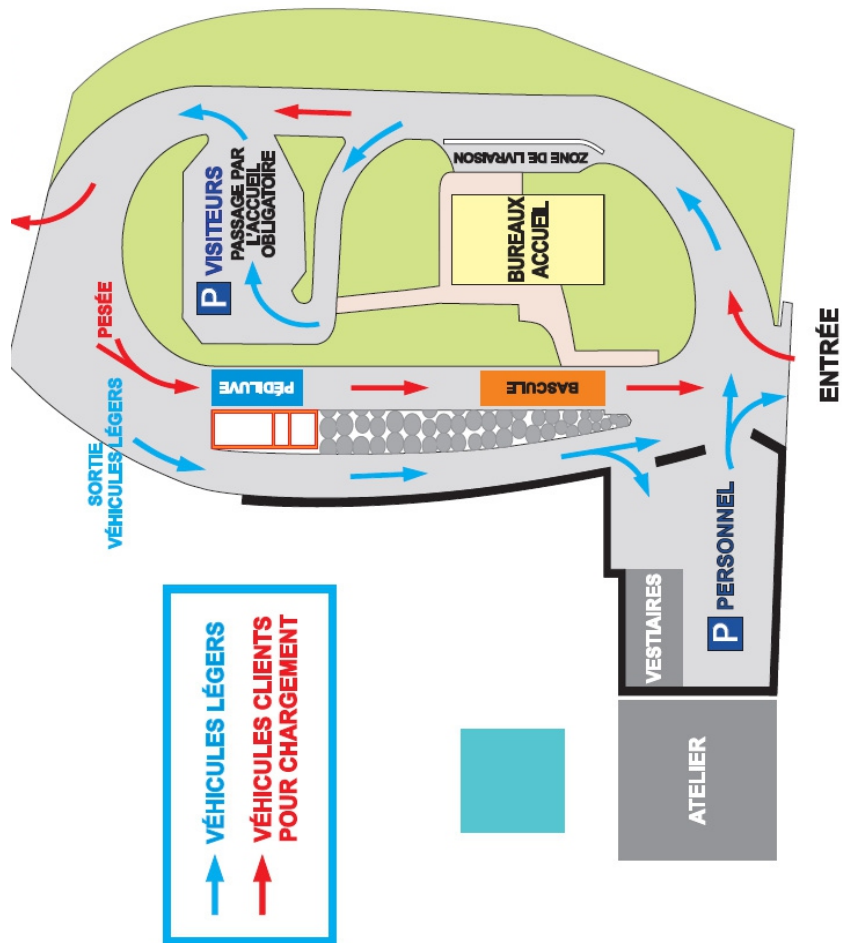 P
VISITEURS
PASSAGE PAR
L'ACCUEIL
OBLIGATOIRE
ZONE DE LIVRAISON
BUREAUX
ACCUEIL
PESÉE
PÉDILUVE
BASCULE
SORTIE
VÉHICULES LÉGERS
ENTRÉE
P
PERSONNEL
VESTIAIRES
ATELIER
VÉHICULES LÉGERS
VÉHICULES CLIENTS
POUR CHARGEMENT